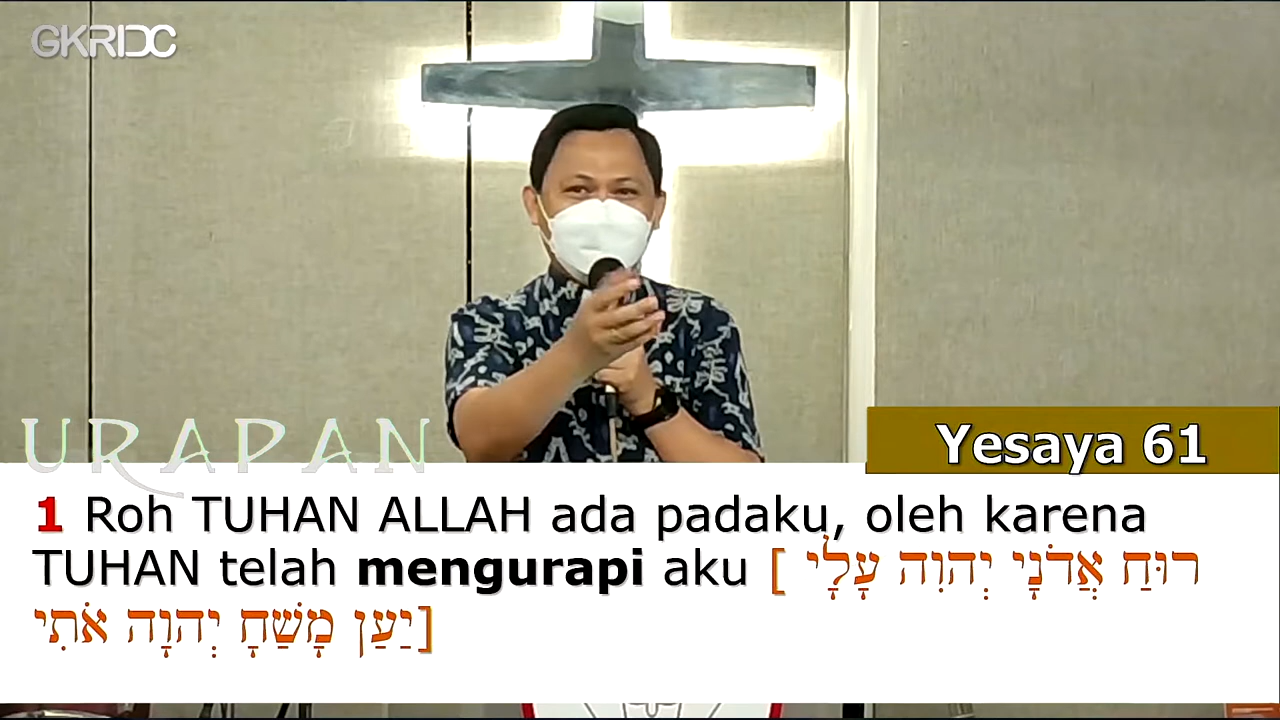 GKRIDC
URAPAN
Yesaya 61
1 Roh TUHAN ALLAH ada padaku, oleh karena
TUHAN telah mengurapi aku [ רוּחַ אֲדֹנָי יְהוִה עָלָי
יַעַן מָשַׁח יְהוָה אֹתִי]